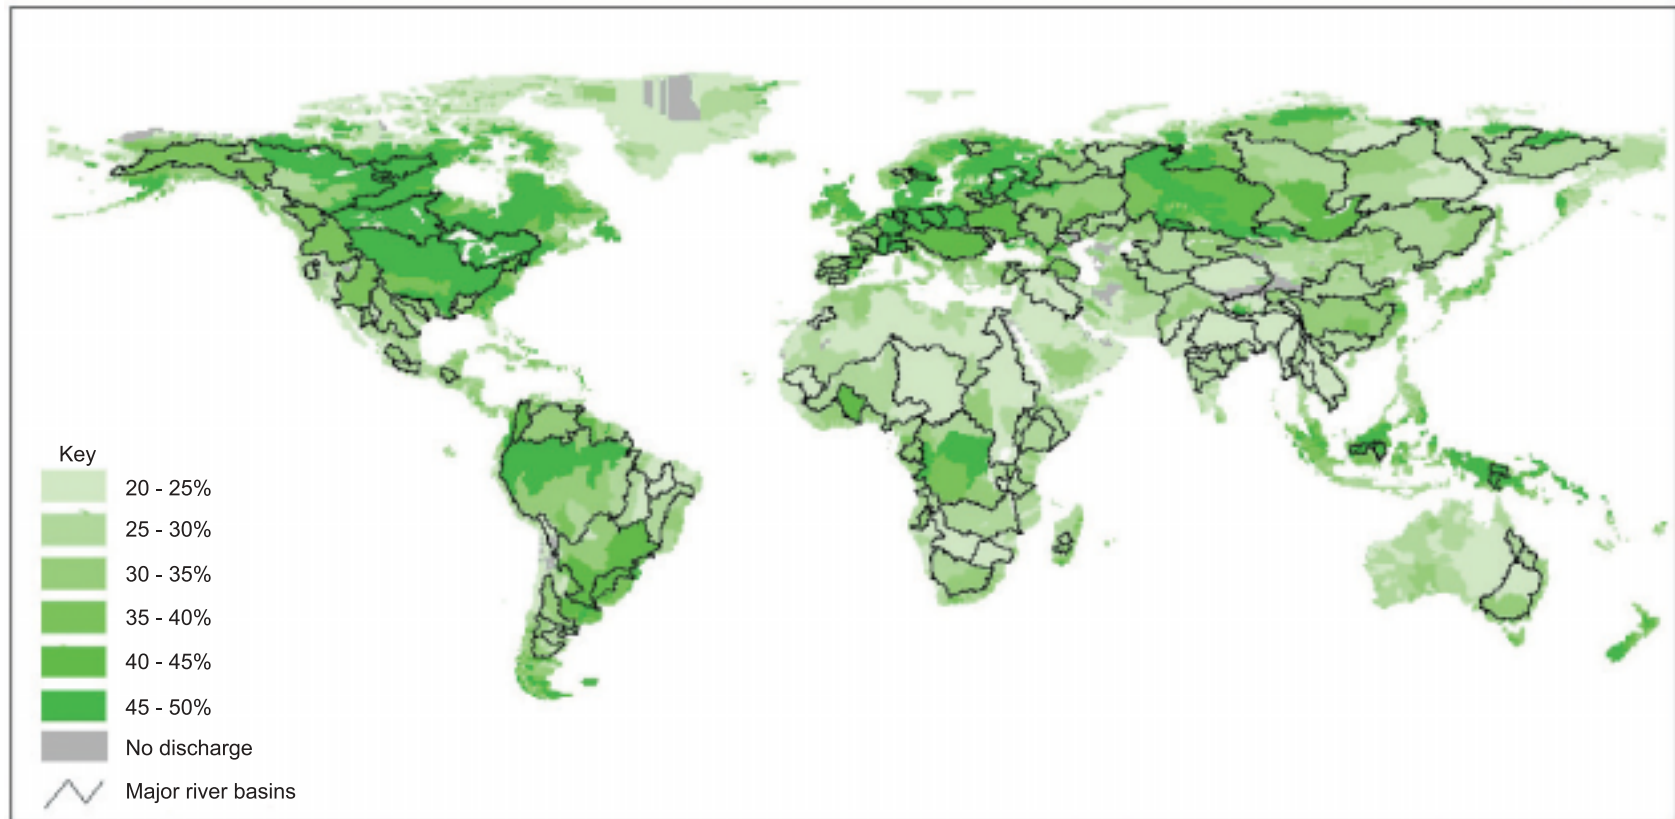 Key
20 - 25%
25 - 30%
30 - 35%
35 - 40%
40 - 45%
45 - 50%
No discharge
Major river basins